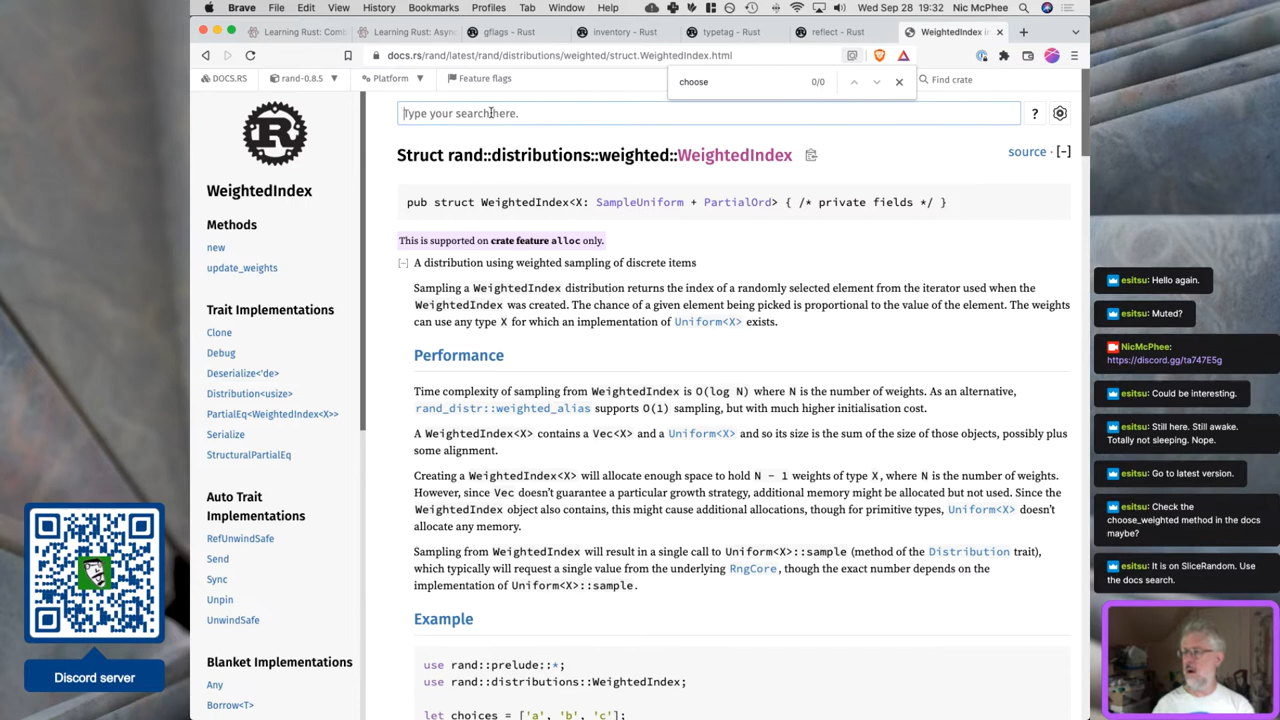 Brave File Edit View History Bookmarks Profiles Tab Window Help Wed Sep 28 19:32 Nic McPhee
Learning Rust: Comb
Learning Rust: Async
gflags - Rust
inventory - Rust
typetag - Rust
reflect - Rust
WeightedIndex in
docs.rs/rand/latest/rand/distributions/weighted/struct.WeightedIndex.html
choose 0/0
DOCS.RS rand-0.8.5 Platform Feature flags Find crate
Type your search here.
?
WeightedIndex
Methods
new
update_weights
Trait Implementations
Clone
Debug
Deserialize<'de>
Distribution<usize>
PartialEq<WeightedIndex<X>>
Serialize
StructuralPartialEq
Auto Trait
Implementations
RefUnwindSafe
Send
Sync
Unpin
UnwindSafe
Blanket Implementations
Any
Borrow<T>
Struct rand::distributions::weighted::WeightedIndex
source · [-]
pub struct WeightedIndex<X: SampleUniform + PartialOrd> { /* private fields */ }
This is supported on crate feature alloc only.
[-] A distribution using weighted sampling of discrete items
Sampling a WeightedIndex distribution returns the index of a randomly selected element from the iterator used when the
WeightedIndex was created. The chance of a given element being picked is proportional to the value of the element. The weights
can use any type X for which an implementation of Uniform<X> exists.
Performance
Time complexity of sampling from WeightedIndex is O(log N) where N is the number of weights. As an alternative,
rand_distr::weighted_alias supports O(1) sampling, but with much higher initialisation cost.
A WeightedIndex<X> contains a Vec<X> and a Uniform<X> and so its size is the sum of the size of those objects, possibly plus
some alignment.
Creating a WeightedIndex<X> will allocate enough space to hold N - 1 weights of type X, where N is the number of weights.
However, since Vec doesn't guarantee a particular growth strategy, additional memory might be allocated but not used. Since the
WeightedIndex object also contains, this might cause additional allocations, though for primitive types, Uniform<X> doesn't
allocate any memory.
Sampling from WeightedIndex will result in a single call to Uniform<X>::sample (method of the Distribution trait),
which typically will request a single value from the underlying RngCore, though the exact number depends on the
implementation of Uniform<X>::sample.
Example
use rand::prelude::*;
use rand::distributions::WeightedIndex;
let choices = ['a', 'b', 'c'];
esitsu: Hello again.
esitsu: Muted?
NicMcPhee:
https://discord.gg/ta747E5g
esitsu: Could be interesting.
esitsu: Still here. Still awake.
Totally not sleeping. Nope.
esitsu: Go to latest version.
esitsu: Check the
choose_weighted method in the docs
maybe?
esitsu: It is on SliceRandom. Use
the docs search.
Discord server